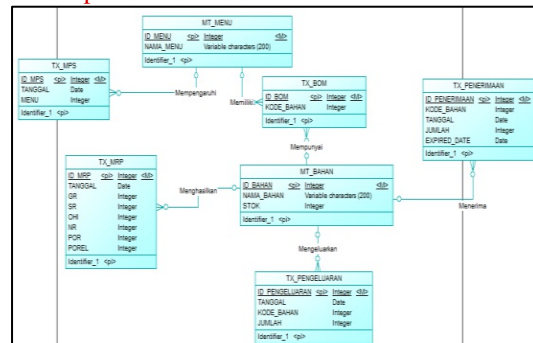 MT_MENU
ID_MENU <pi> Integer <M>
NAMA_MENU Variable characters (200)
Identifier_1 <pi>
TX_MPS
ID_MPS <pi> Integer <M>
TANGGAL Date
MENU Integer
Identifier_1 <pi>
Mempengaruhi
Memiliki
TX_BOM
ID_BOM <pi> Integer <M>
KODE_BAHAN Integer
Identifier_1 <pi>
TX_PENERIMAAN
ID_PENERIMAAN <pi> Integer <M>
KODE_BAHAN Integer
TANGGAL Date
JUMLAH Integer
EXPIRED_DATE Date
Identifier_1 <pi>
Mempunyai
TX_MRP
ID_MRP <pi> Integer <M>
TANGGAL Date
GR Integer
SR Integer
OHI Integer
NR Integer
POR Integer
POREL Integer
Identifier_1 <pi>
Menghasilkan
MT_BAHAN
ID_BAHAN <pi> Integer <M>
NAMA_BAHAN Variable characters (200)
STOK Integer
Identifier_1 <pi>
Menerima
Mengeluarkan
TX_PENGELUARAN
ID_PENGELUARAN <pi> Integer <M>
TANGGAL Date
KODE_BAHAN Integer
JUMLAH Integer
Identifier_1 <pi>